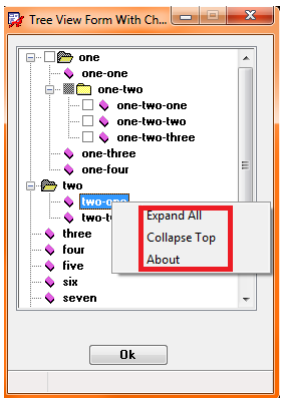 Tree View Form With Ch...
one
one-one
one-two
one-two-one
one-two-two
one-two-three
one-three
one-four
two
two-one
two-t
three
four
five
six
seven
Expand All
Collapse Top
About
Ok